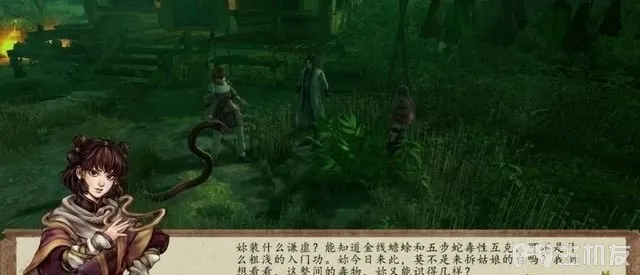 妳裝什么谦虚？能知道金线蟾蜍和五步蛇毒性互克
么粗浅的入门功。妳今日来此，莫不是来拆姑娘的
想看看，这整间的毒物，妳又能识得几样？